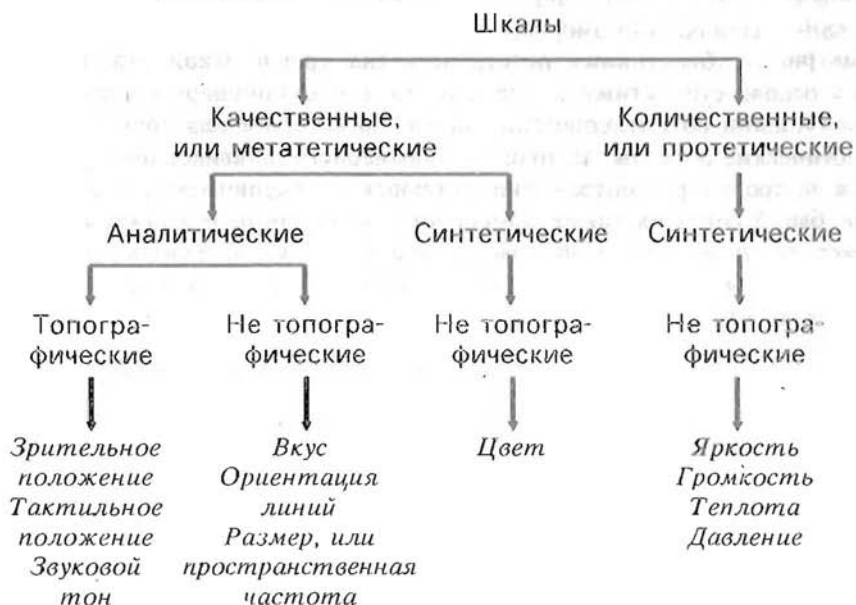 Шкалы
Качественные,
или метатетические
Количественные,
или протетические
Аналитические
Синтетические
Синтетические
Топогра-
фические
Не топогра-
фические
Не топогра-
фические
Не топогра-
фические
Зрительное
положение
Тактильное
положение
Звуковой
тон
Вкус
Ориентация
линий
Размер, или
пространственная
частота
Цвет
Яркость
Громкость
Теплота
Давление